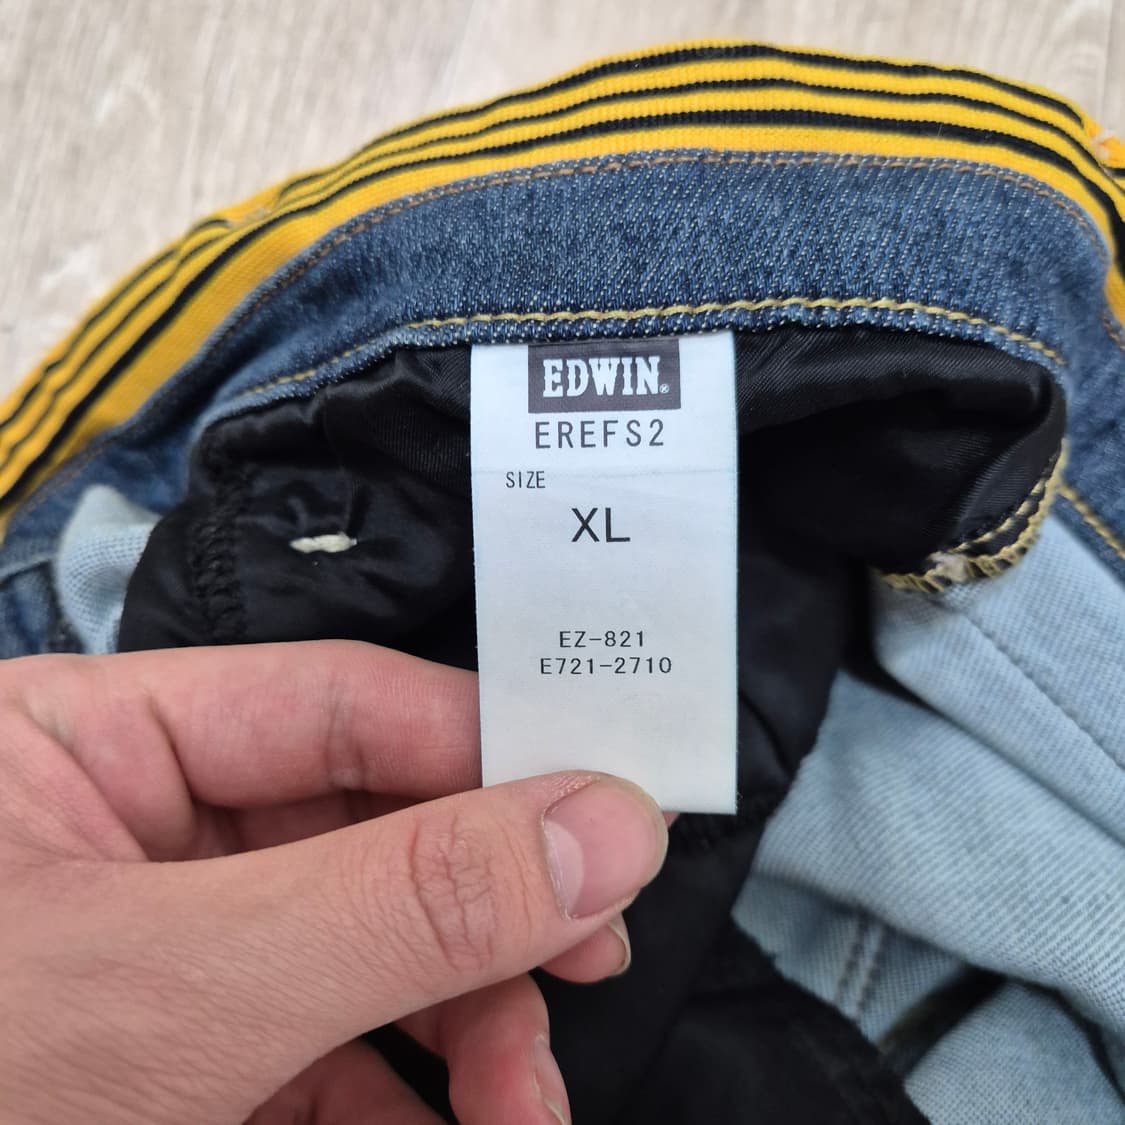 EDWIN®
EREFS2
SIZE
XL
EZ-821
E721-2710